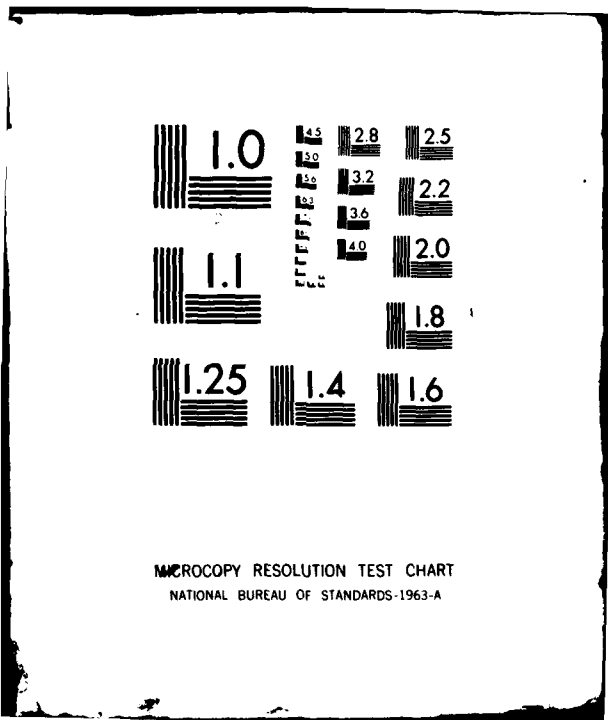 1.0
4.5 2.8 2.5
5.0
5.6 3.2 2.2
6.3
3.6
4.0 2.0
1.1
1.8
1.25 1.4 1.6
MICROCOPY RESOLUTION TEST CHART
NATIONAL BUREAU OF STANDARDS-1963-A